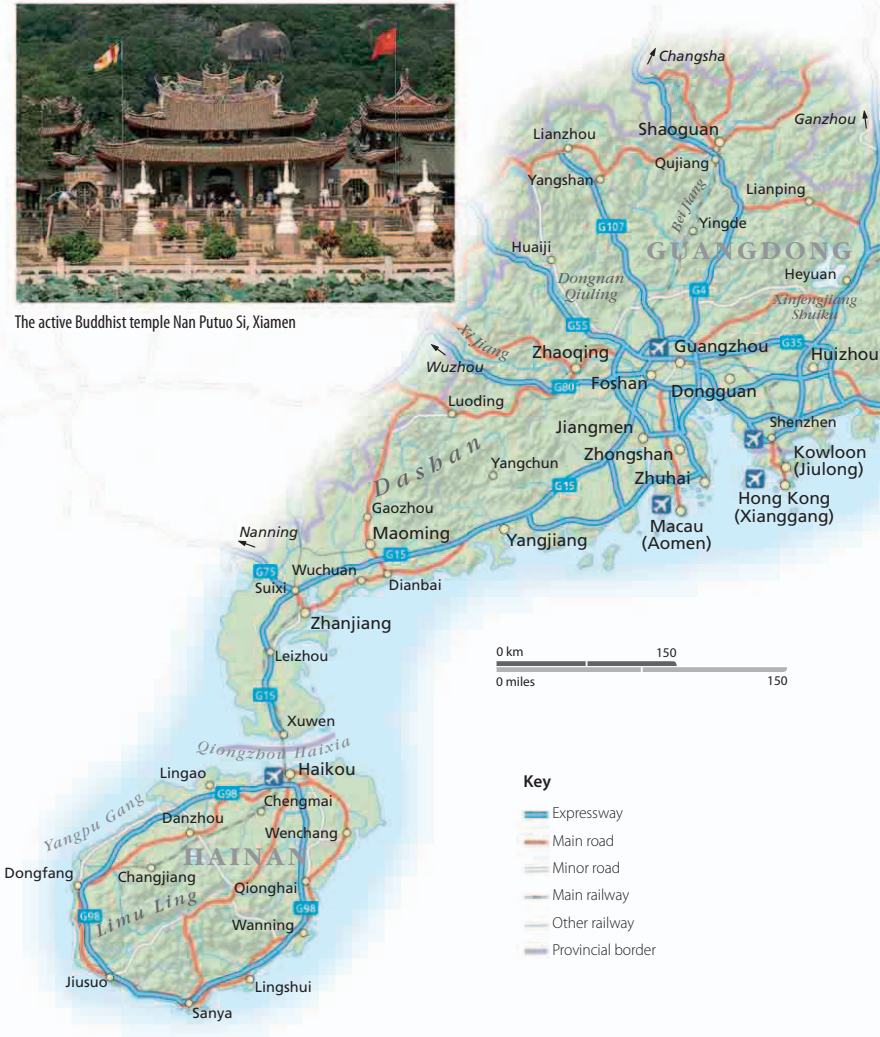 The active Buddhist temple Nan Putuo Si, Xiamen
Changsha
Ganzhou
Lianzhou
Shaoguan
Qujiang
Yangshan
Lianping
Bei Jiang
G107
Yingde
GUANGDONG
Huaiji
Dongnan
Qiuling
Heyuan
G4
Xinfengjiang
Shuiku
G55
Xi Jiang
Zhaoqing
Guangzhou
G35
Huizhou
Wuzhou
G80
Foshan
Dongguan
Luoding
Jiangmen
Shenzhen
Zhongshan
Kowloon
(Jiulong)
Dashan
Yangchun
Zhuhai
G15
Hong Kong
(Xianggang)
Gaozhou
Macau
(Aomen)
Nanning
Maoming
Yangjiang
G15
G75
Wuchuan
Suixi
Dianbai
Zhanjiang
Leizhou
0 km 150
0 miles 150
G15
Xuwen
Qiongzhou Haixia
Haikou
Lingao
G98
Chengmai
Yangpu Gang
Danzhou
Wenchang
HAINAN
Dongfang
Changjiang
Qionghai
Limu Ling
G98
G98
Wanning
Jiusuo
Lingshui
Sanya
Key
Expressway
Main road
Minor road
Main railway
Other railway
Provincial border